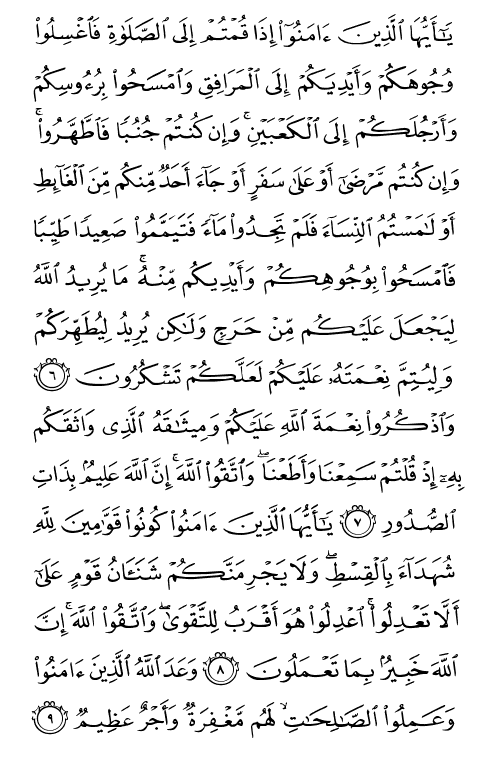 يَـٰٓأَيُّهَا ٱلَّذِينَ ءَامَنُوٓا۟ إِذَا قُمْتُمْ إِلَى ٱلصَّلَوٰةِ فَٱغْسِلُوا۟
وُجُوهَكُمْ وَأَيْدِيَكُمْ إِلَى ٱلْمَرَافِقِ وَٱمْسَحُوا۟ بِرُءُوسِكُمْ
وَأَرْجُلَكُمْ إِلَى ٱلْكَعْبَيْنِ ۚ وَإِن كُنتُمْ جُنُبًا فَٱطَّهَّرُوا۟ ۚ
وَإِن كُنتُم مَّرْضَىٰٓ أَوْ عَلَىٰ سَفَرٍ أَوْ جَآءَ أَحَدٌ مِّنكُم مِّنَ ٱلْغَآئِطِ
أَوْ لَـٰمَسْتُمُ ٱلنِّسَآءَ فَلَمْ تَجِدُوا۟ مَآءً فَتَيَمَّمُوا۟ صَعِيدًا طَيِّبًا
فَٱمْسَحُوا۟ بِوُجُوهِكُمْ وَأَيْدِيكُم مِّنْهُ ۚ مَا يُرِيدُ ٱللَّهُ
لِيَجْعَلَ عَلَيْكُم مِّنْ حَرَجٍ وَلَـٰكِن يُرِيدُ لِيُطَهِّرَكُمْ
وَلِيُتِمَّ نِعْمَتَهُۥ عَلَيْكُمْ لَعَلَّكُمْ تَشْكُرُونَ ٦
وَٱذْكُرُوا۟ نِعْمَةَ ٱللَّهِ عَلَيْكُمْ وَمِيثَـٰقَهُ ٱلَّذِى وَاثَقَكُم
بِهِۦٓ إِذْ قُلْتُمْ سَمِعْنَا وَأَطَعْنَا ۖ وَٱتَّقُوا۟ ٱللَّهَ ۚ إِنَّ ٱللَّهَ عَلِيمٌۢ بِذَاتِ
ٱلصُّدُورِ ٧ يَـٰٓأَيُّهَا ٱلَّذِينَ ءَامَنُوا۟ كُونُوا۟ قَوَّٰمِينَ لِلَّهِ
شُهَدَآءَ بِٱلْقِسْطِ ۖ وَلَا يَجْرِمَنَّكُمْ شَنَـَٔانُ قَوْمٍ عَلَىٰٓ
أَلَّا تَعْدِلُوا۟ ۚ ٱعْدِلُوا۟ هُوَ أَقْرَبُ لِلتَّقْوَىٰ ۖ وَٱتَّقُوا۟ ٱللَّهَ ۚ إِنَّ
ٱللَّهَ خَبِيرٌۢ بِمَا تَعْمَلُونَ ٨ وَعَدَ ٱللَّهُ ٱلَّذِينَ ءَامَنُوا۟
وَعَمِلُوا۟ ٱلصَّـٰلِحَـٰتِ ۙ لَهُم مَّغْفِرَةٌ وَأَجْرٌ عَظِيمٌ ٩